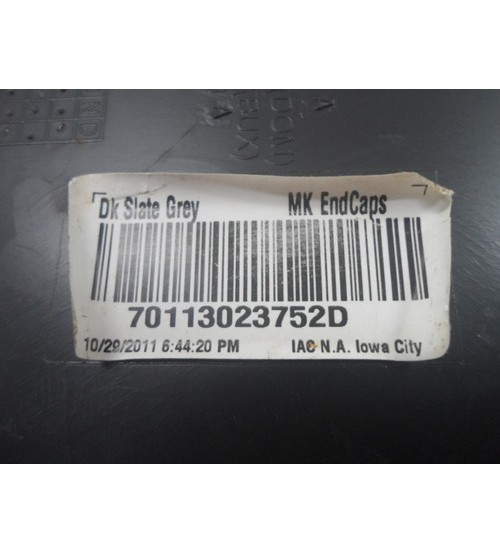 Dk Slate Grey MK EndCaps
70113023752D
10/29/2011 6:44:20 PM IAC N.A. Iowa City